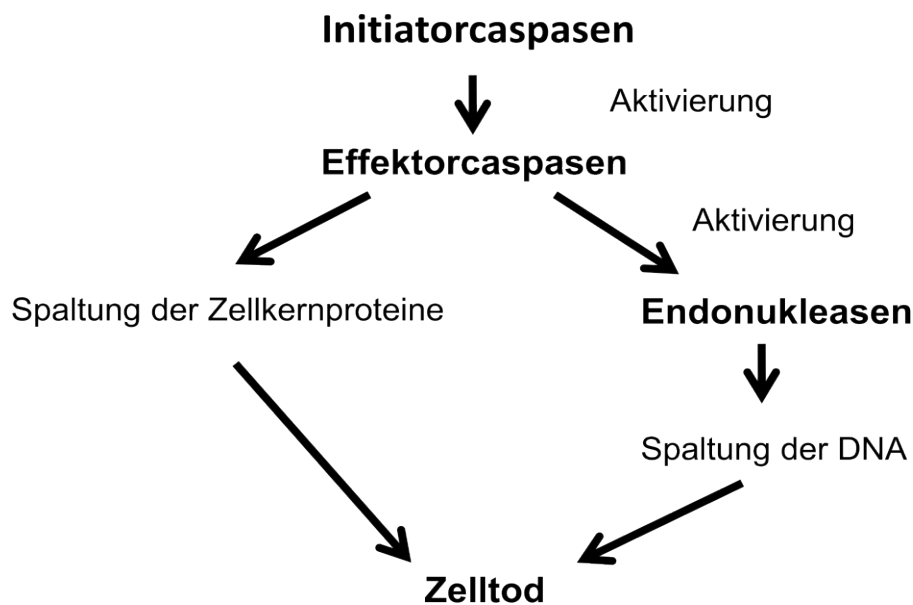 Initiatorcaspasen
Aktivierung
Effektorcaspasen
Aktivierung
Spaltung der Zellkernproteine
Endonukleasen
Spaltung der DNA
Zelltod